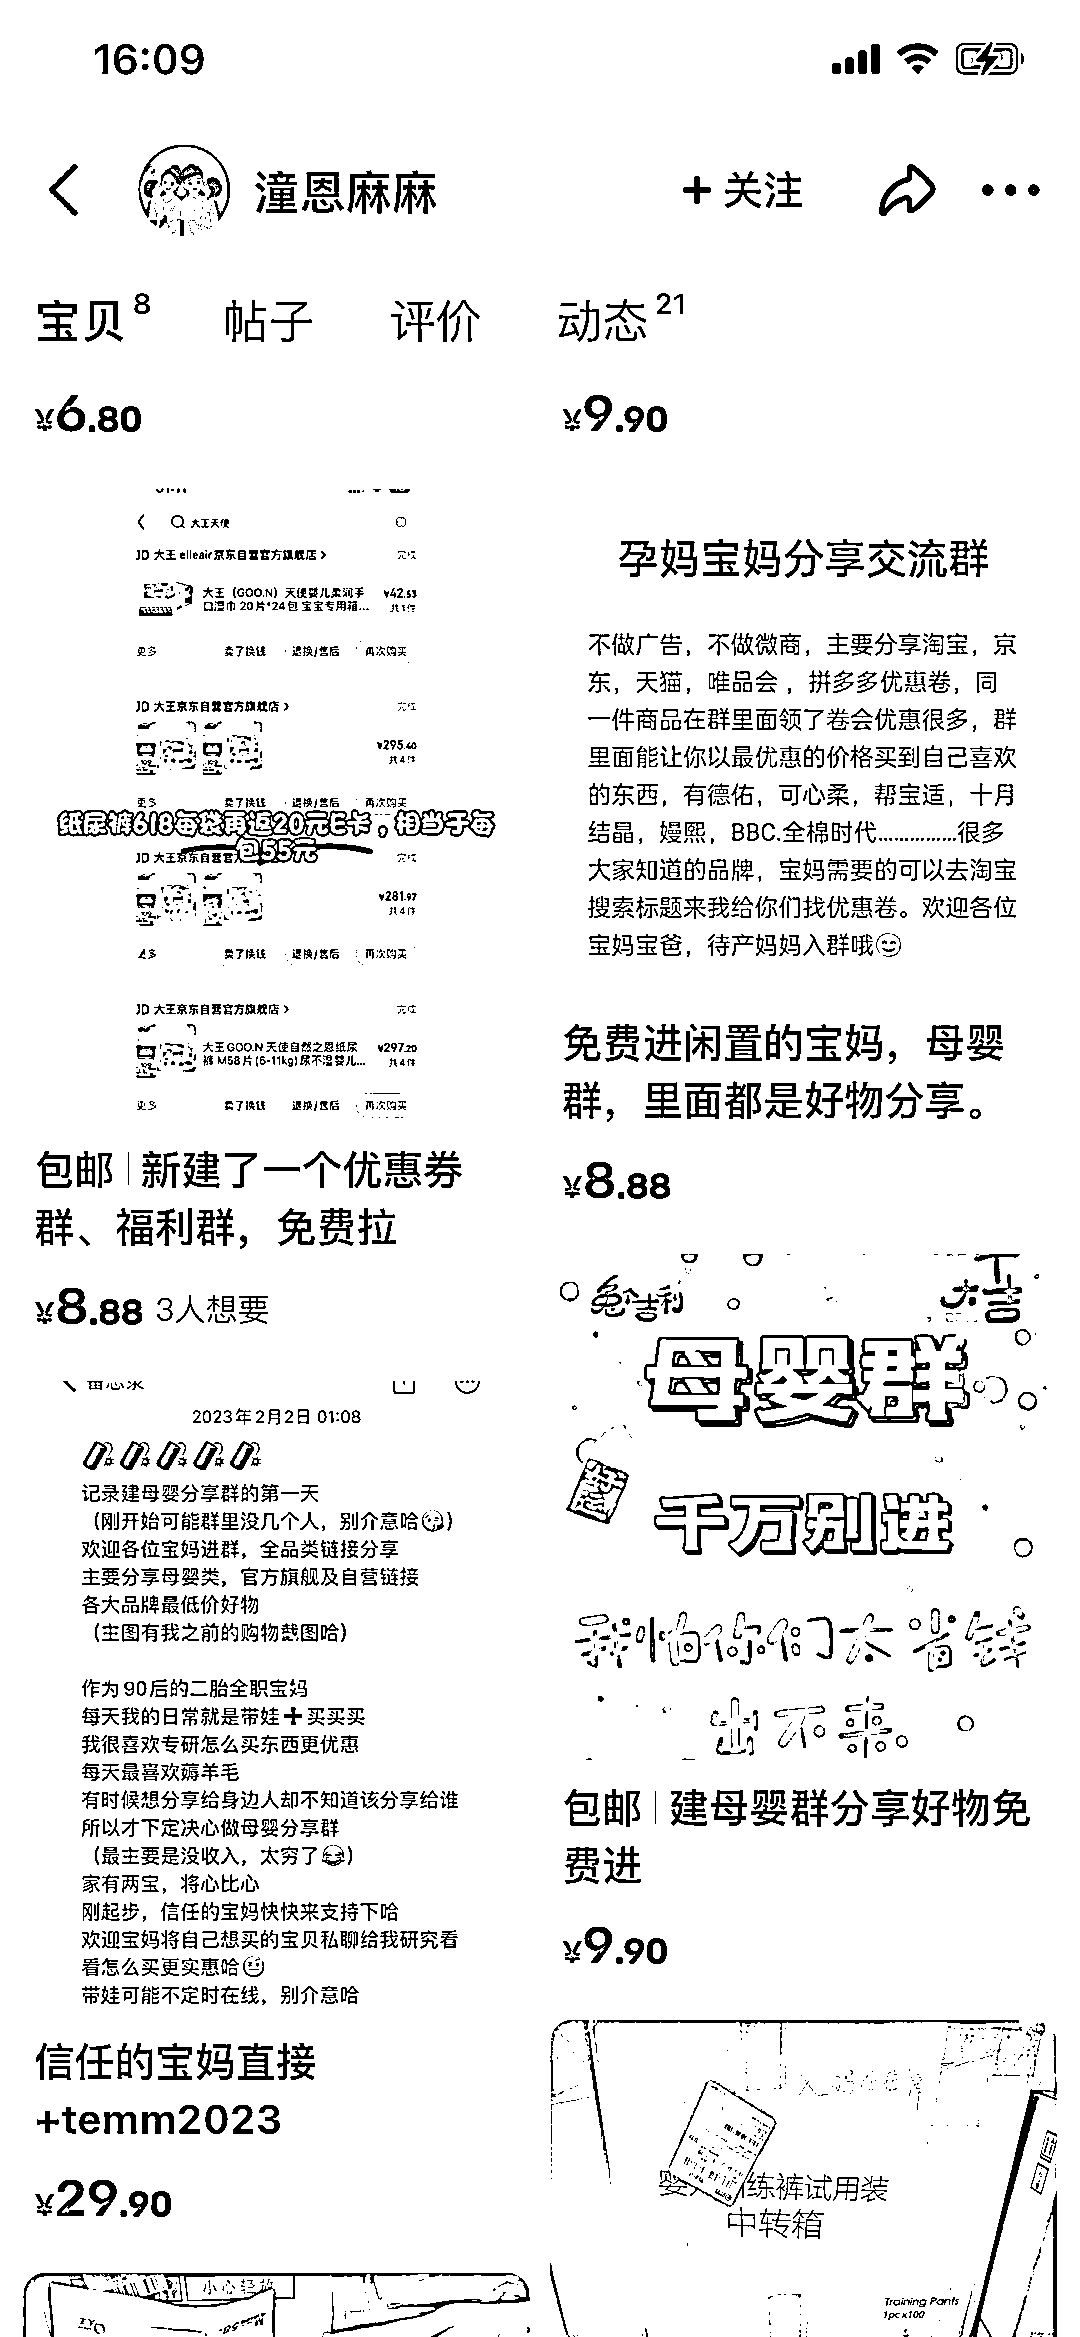 16:09
潼恩麻麻
+关注
宝贝8
帖子
评价
动态21
¥6.80
大王天使
JD 大王 elleair京东自营官方旗舰店 >
大王（GOO.N）天使婴儿柔润手
口湿巾 20片*24包 宝宝专用箱...
¥42.53
共1件
更多
卖了换钱
退换/售后
再次购买
JD 大王京东自营官方旗舰店 >
¥295.40
共4件
更多
卖了换钱
退换/售后
再次购买
纸尿裤618每袋再返20元E卡，相当于每
包55元
JD 大王京东自营官方旗舰店 >
¥281.97
共4件
更多
卖了换钱
退换/售后
再次购买
JD 大王京东自营官方旗舰店 >
大王GOO.N 天使自然之恩纸尿
裤 M58片(6-11kg)尿不湿婴儿...
¥297.20
共4件
更多
卖了换钱
退换/售后
再次购买
包邮 | 新建了一个优惠券
群、福利群，免费拉
¥8.88 3人想要
2023年2月2日 01:08
记录建母婴分享群的第一天
（刚开始可能群里没几个人，别介意哈😘）
欢迎各位宝妈进群，全品类链接分享
主要分享母婴类，官方旗舰及自营链接
各大品牌最低价好物
（主图有我之前的购物截图哈）
作为90后的二胎全职宝妈
每天我的日常就是带娃➕买买买
我很喜欢专研怎么买东西更优惠
每天最喜欢薅羊毛
有时候想分享给身边人却不知道该分享给谁
所以才下定决心做母婴分享群
（最主要是没收入，太穷了😂）
家有两宝，将心比心
刚起步，信任的宝妈快快来支持下哈
欢迎宝妈将自己想买的宝贝私聊给我研究看
看怎么买更实惠哈
带娃可能不定时在线，别介意哈
信任的宝妈直接
+temm2023
¥29.90
小心轻放
¥9.90
孕妈宝妈分享交流群
不做广告，不做微商，主要分享淘宝，京
东，天猫，唯品会，拼多多优惠卷，同
一件商品在群里面领了卷会优惠很多，群
里面能让你以最优惠的价格买到自己喜欢
的东西，有德佑，可心柔，帮宝适，十月
结晶，嫚熙，BBC.全棉时代...............很多
大家知道的品牌，宝妈需要的可以去淘宝
搜索标题来我给你们找优惠卷。欢迎各位
宝妈宝爸，待产妈妈入群哦😊
免费进闲置的宝妈，母婴
群，里面都是好物分享。
¥8.88
母婴群
千万别进
我怕你们太省钱
出不来。
包邮 | 建母婴群分享好物免
费进
¥9.90
练裤试用装
中转箱
Training Pants
1pc x100